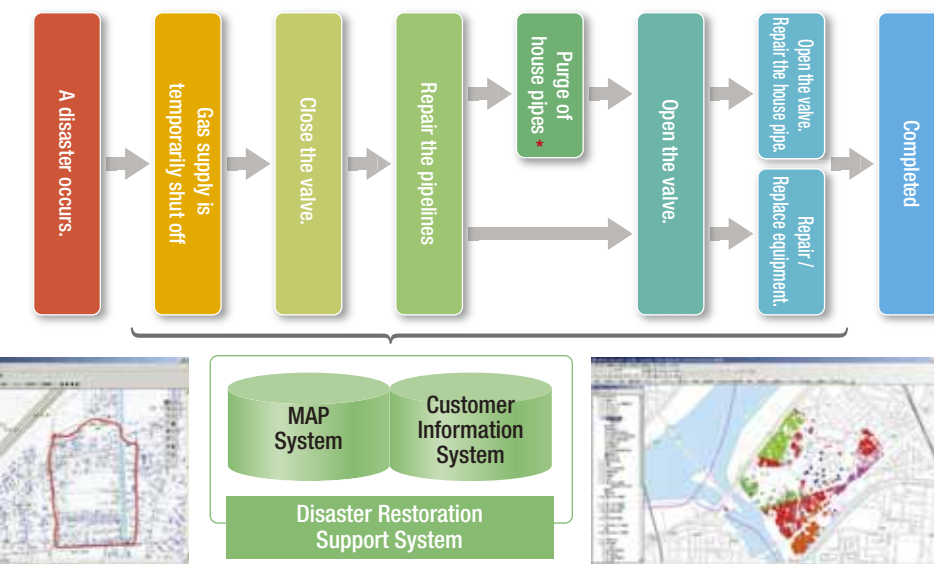 A disaster occurs.
Gas supply is
temporarily shut off
Close the valve.
Repair the pipelines
Purge of
house pipes *
Open the valve.
Open the valve.
Repair the house pipe.
Repair /
Replace equipment.
Completed
MAP
System
Customer
Information
System
Disaster Restoration
Support System